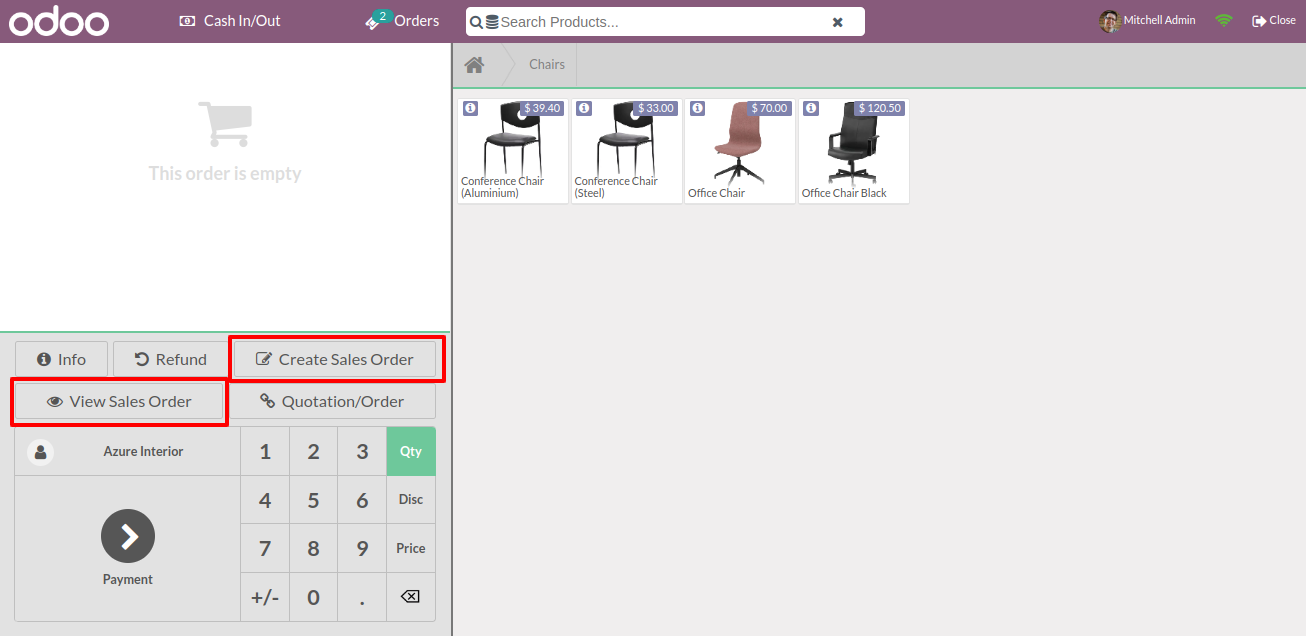 odoo
Cash In/Out
2
Orders
Search Products...
Mitchell Admin
Close
This order is empty
Chairs
$ 39.40
Conference Chair
(Aluminium)
$ 33.00
Conference Chair
(Steel)
$ 70.00
Office Chair
$ 120.50
Office Chair Black
Info
Refund
Create Sales Order
View Sales Order
Quotation/Order
Azure Interior
1 2 3 Qty
4 5 6 Disc
7 8 9 Price
+/- 0 .
Payment